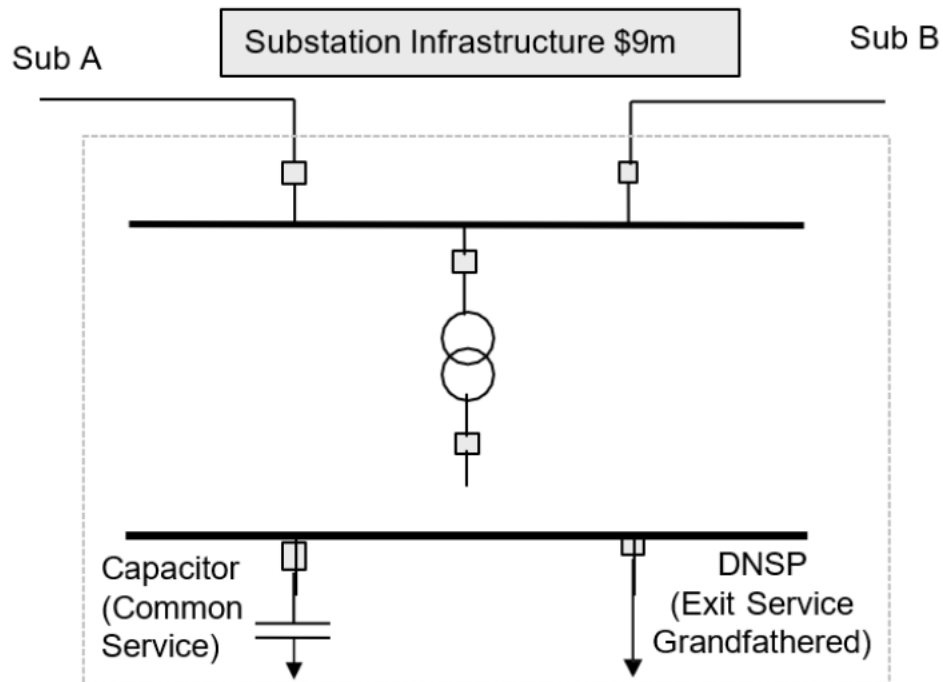 Substation Infrastructure $9m
Sub A
Sub B
Capacitor
(Common
Service)
DNSP
(Exit Service
Grandfathered)